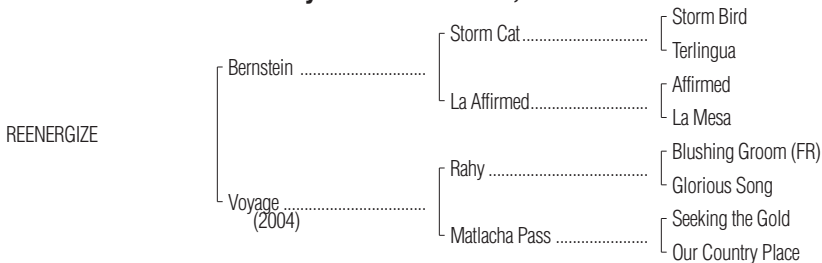 Storm Bird
Storm Cat
Terlingua
Bernstein
Affirmed
La Affirmed
La Mesa
REENERGIZE
Blushing Groom (FR)
Rahy
Glorious Song
Voyage
(2004)
Seeking the Gold
Matlacha Pass
Our Country Place